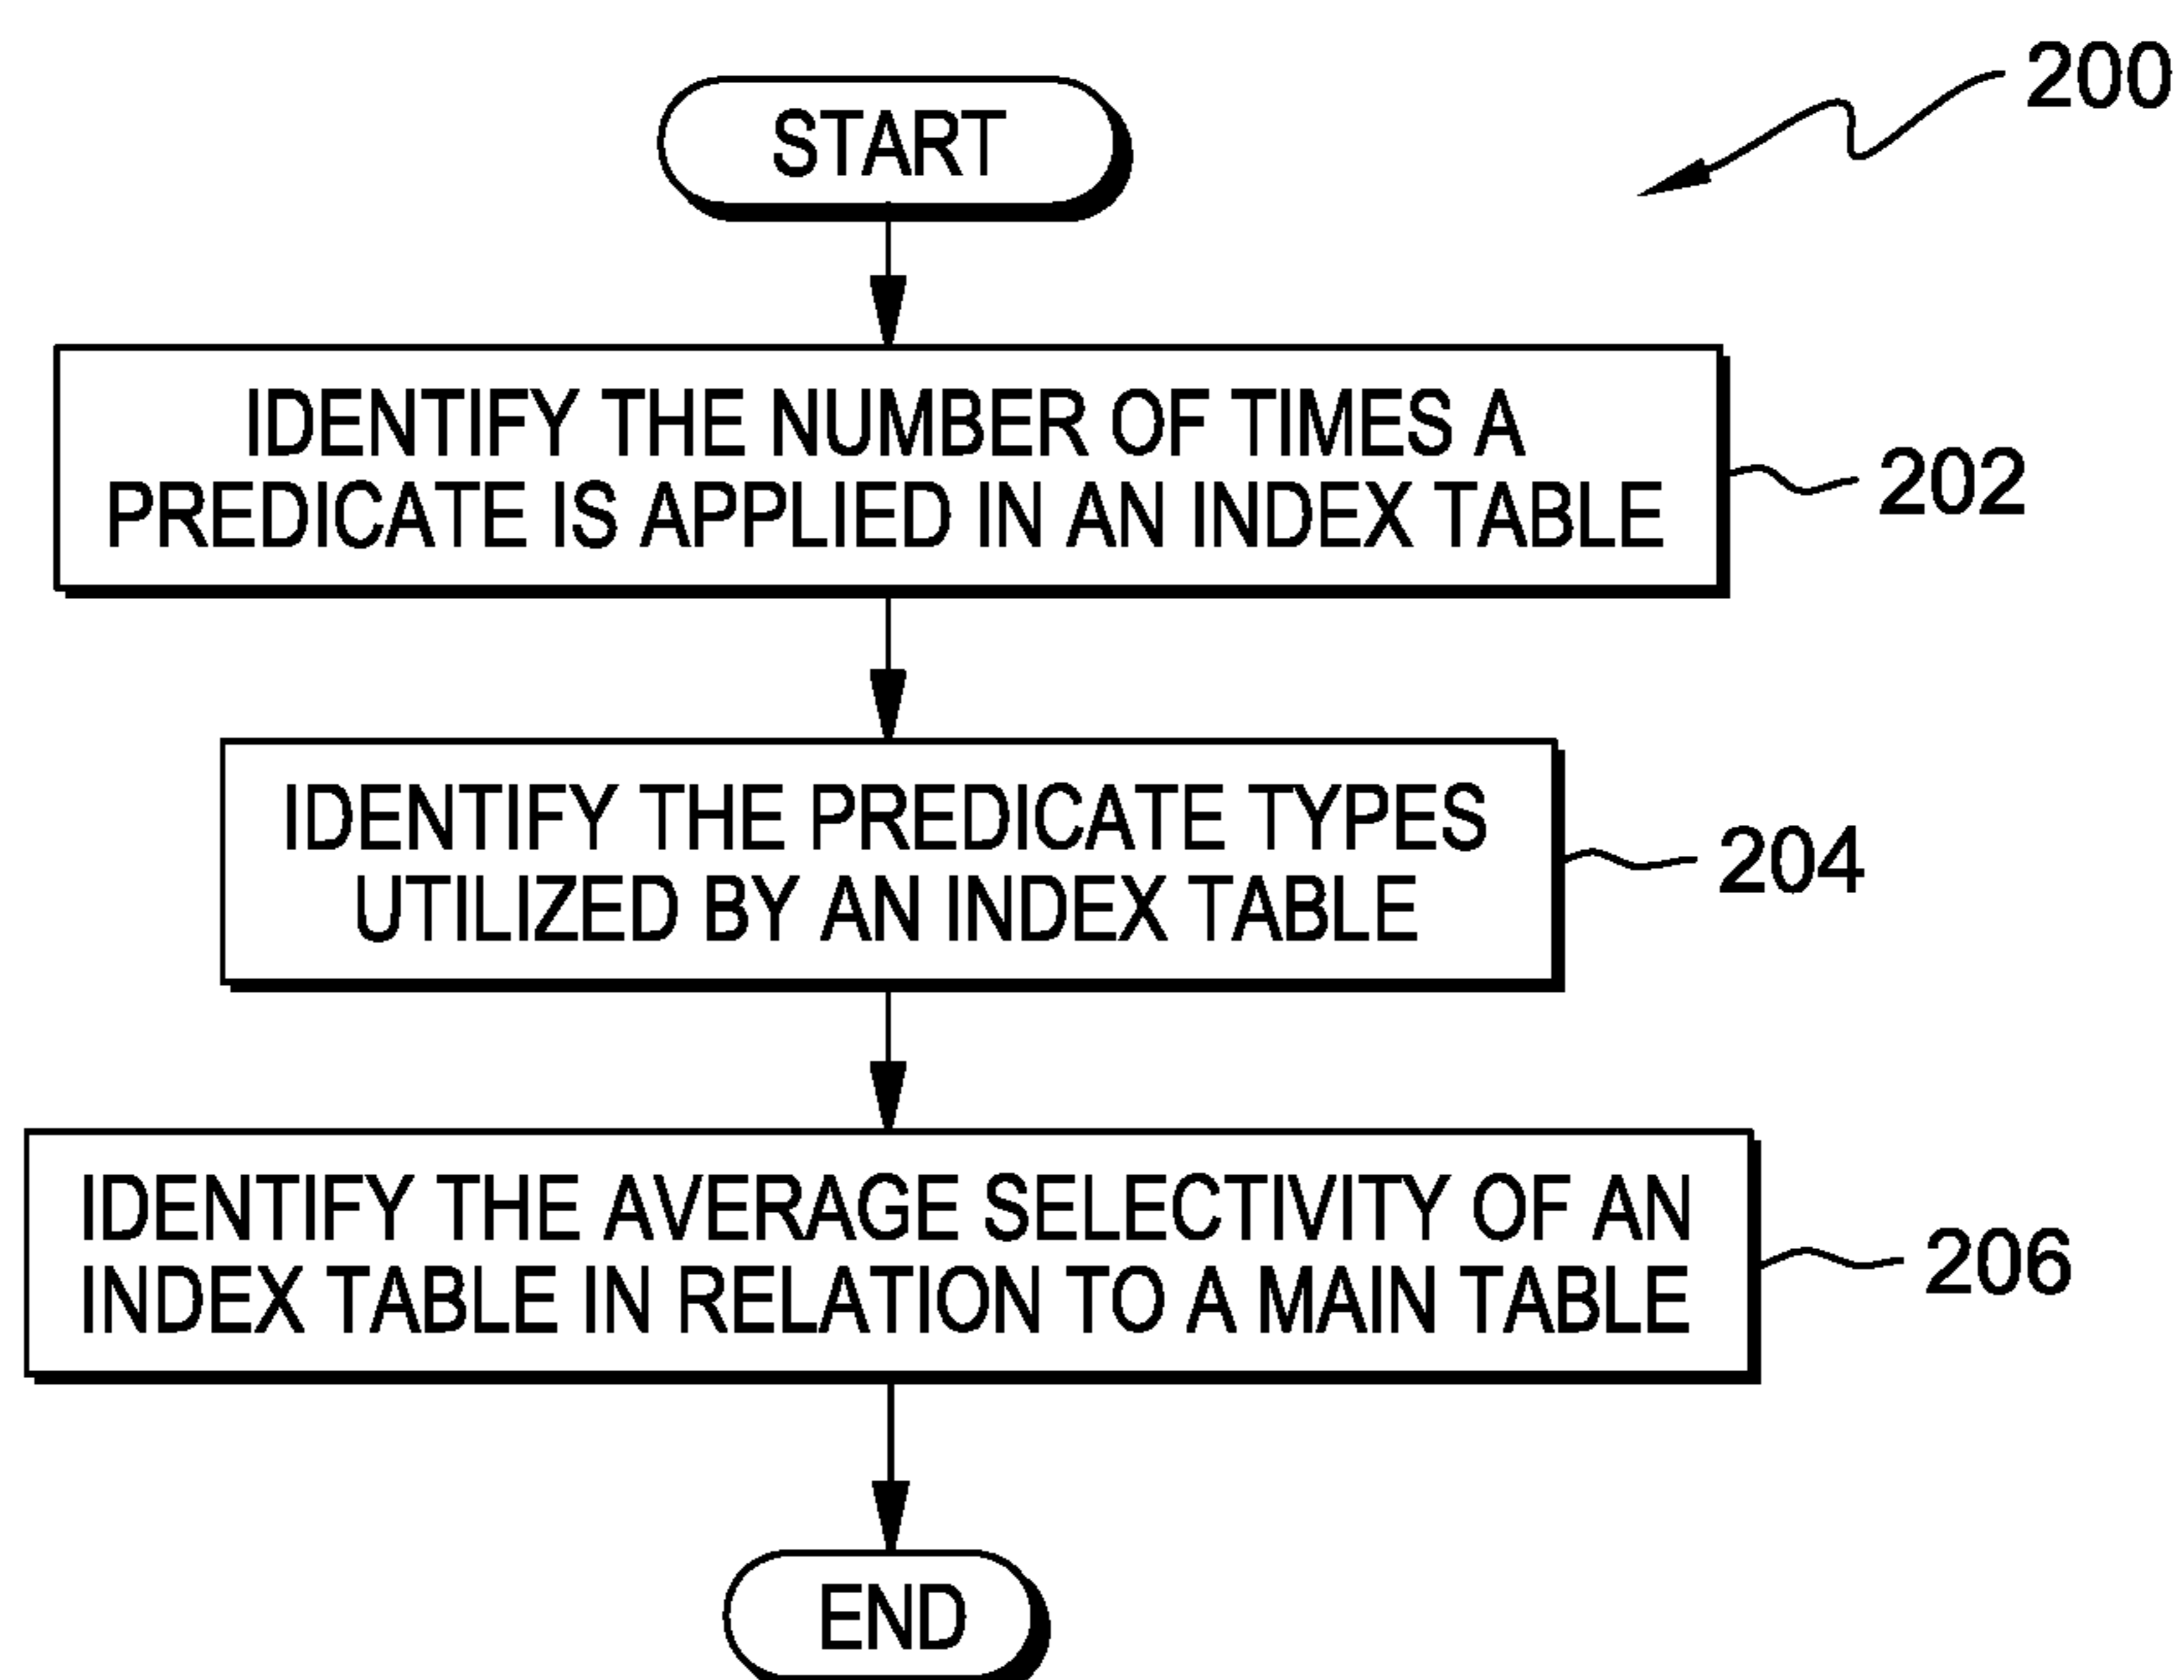 200
START
IDENTIFY THE NUMBER OF TIMES A
PREDICATE IS APPLIED IN AN INDEX TABLE
202
IDENTIFY THE PREDICATE TYPES
UTILIZED BY AN INDEX TABLE
204
IDENTIFY THE AVERAGE SELECTIVITY OF AN
INDEX TABLE IN RELATION TO A MAIN TABLE
206
END